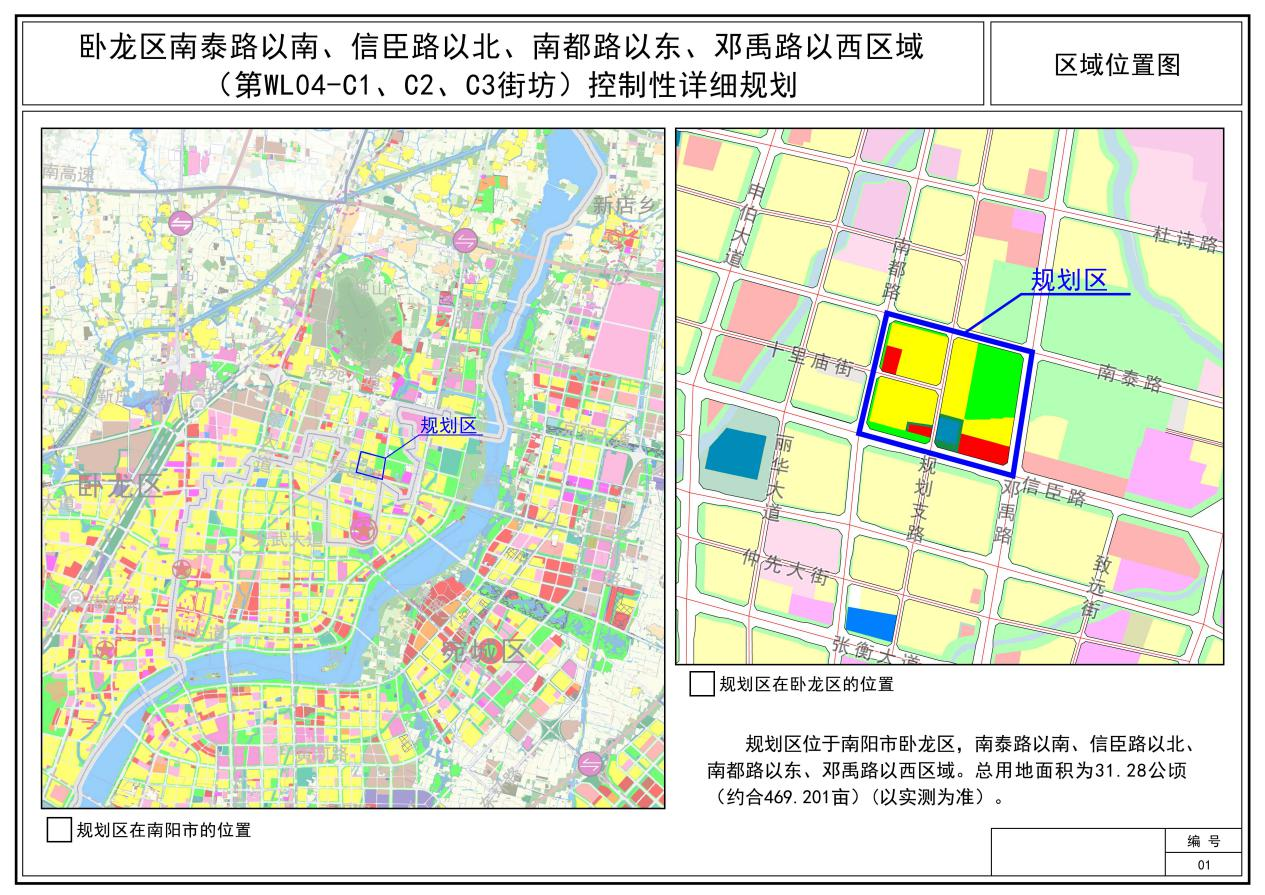 卧龙区南泰路以南、信臣路以北、南都路以东、邓禹路以西区域
（第WL04-C1、C2、C3街坊）控制性详细规划
区域位置图
南高速
新店乡
规划区
卧龙区
宛城区
规划区在南阳市的位置
申伯大道
南都路
杜诗路
规划区
十里庙街
南泰路
丽华大道
规划支路
邓禹路
信臣路
仲先大街
致远街
张衡大道
规划区在卧龙区的位置
规划区位于南阳市卧龙区，南泰路以南、信臣路以北、
南都路以东、邓禹路以西区域。总用地面积为31.28公顷
（约合469.201亩）(以实测为准）。
编 号
01